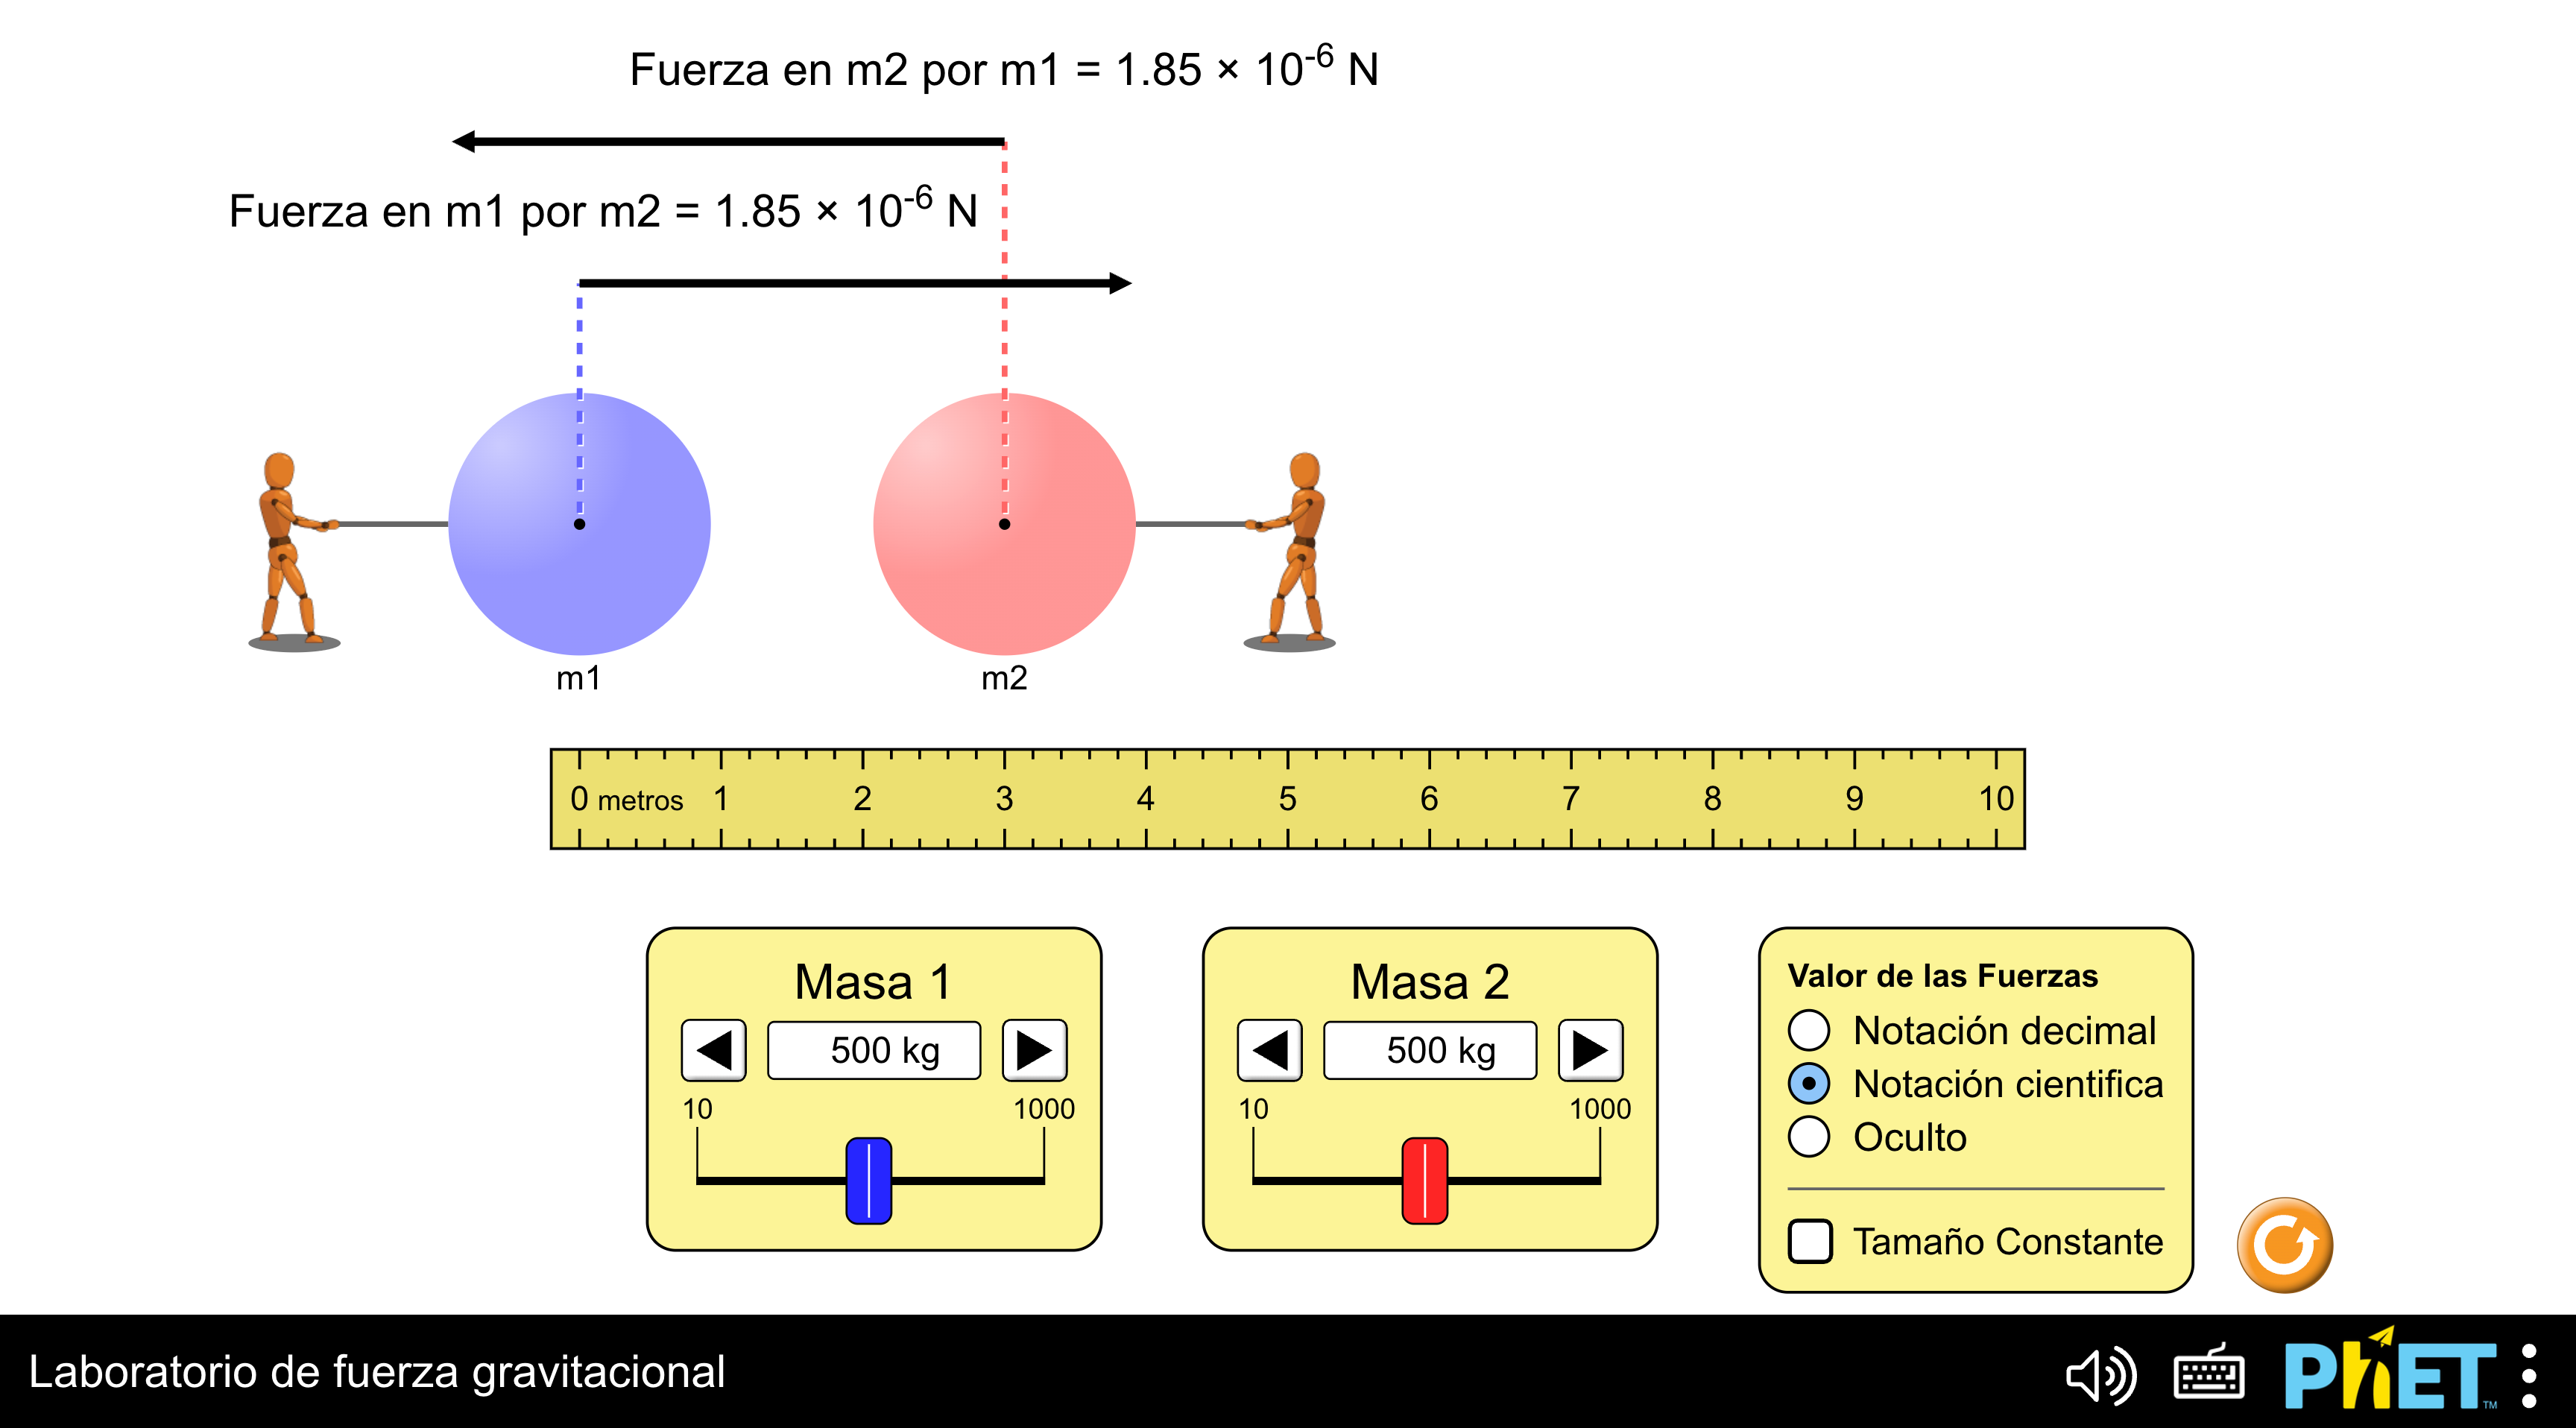 Fuerza en m2 por m1 = 1.85 × 10⁻⁶ N
Fuerza en m1 por m2 = 1.85 × 10⁻⁶ N
m1
m2
0 metros 1 2 3 4 5 6 7 8 9 10
Masa 1
500 kg
10 1000
Masa 2
500 kg
10 1000
Valor de las Fuerzas
Notación decimal
Notación cientifica
Oculto
Tamaño Constante
Laboratorio de fuerza gravitacional
PhET™